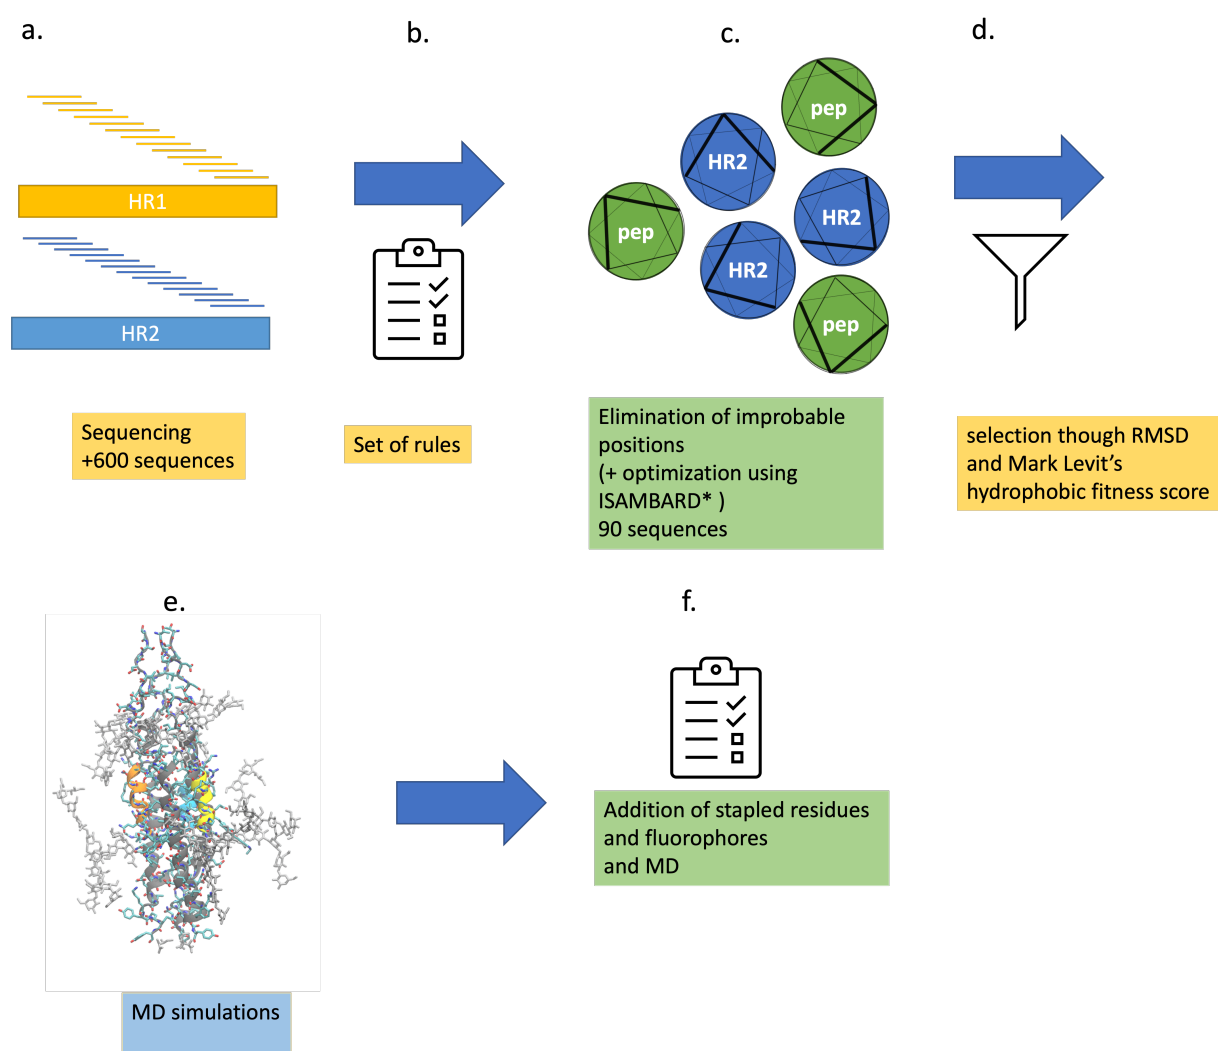 a.
b.
c.
d.
HR1
HR2
pep
HR2
HR2
pep
HR2
pep
Sequencing
+600 sequences
Set of rules
Elimination of improbable
positions
(+ optimization using
ISAMBARD* )
90 sequences
selection though RMSD
and Mark Levit’s
hydrophobic fitness score
e.
f.
MD simulations
Addition of stapled residues
and fluorophores
and MD